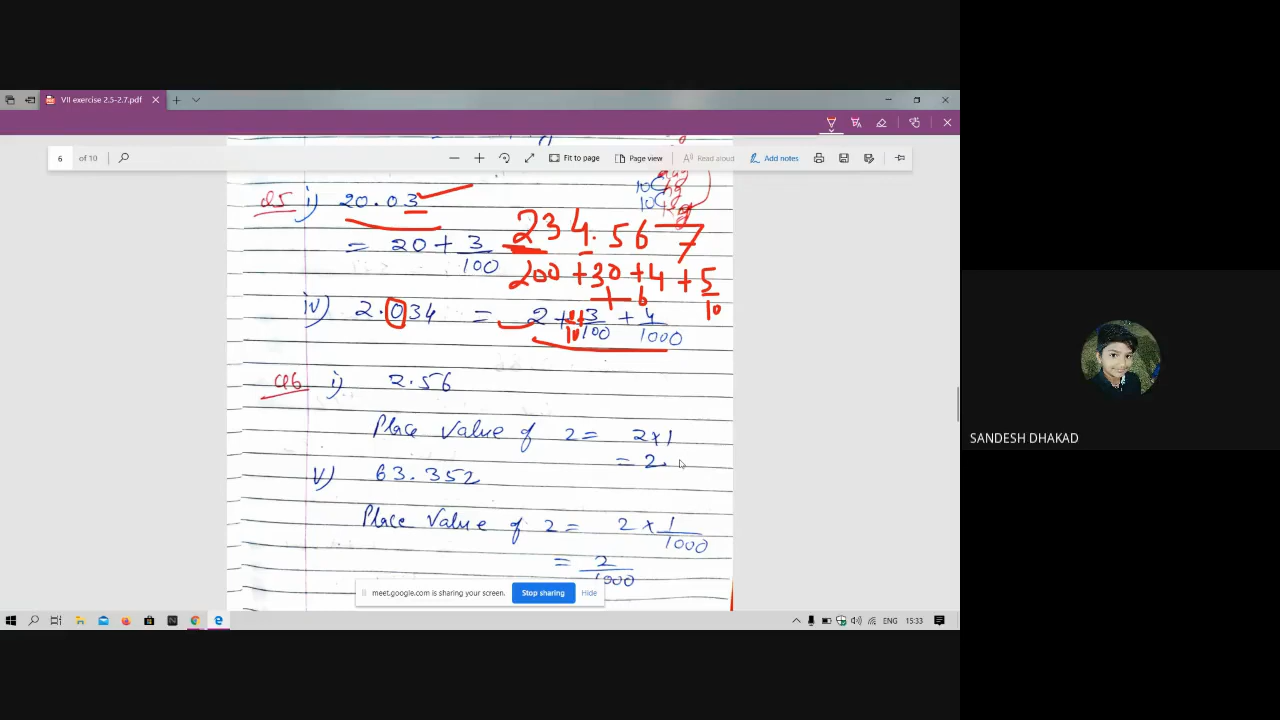 VII exercise 2.5-2.7.pdf
6 of 10
Fit to page
Page view
Read aloud
Add notes
Q5 i) 20.03
234.567
= 20 + 3/100
200 + 30 + 4 + 5/10
iv) 2.034 = 2 + 3/100 + 4/1000
Q6 i) 2.56
Place Value of 2 = 2×1
= 2.
SANDESH DHAKAD
v) 63.352
Place Value of 2 = 2 × 1/1000
= 2/1000
meet.google.com is sharing your screen.
Stop sharing
Hide
ENG
15:33